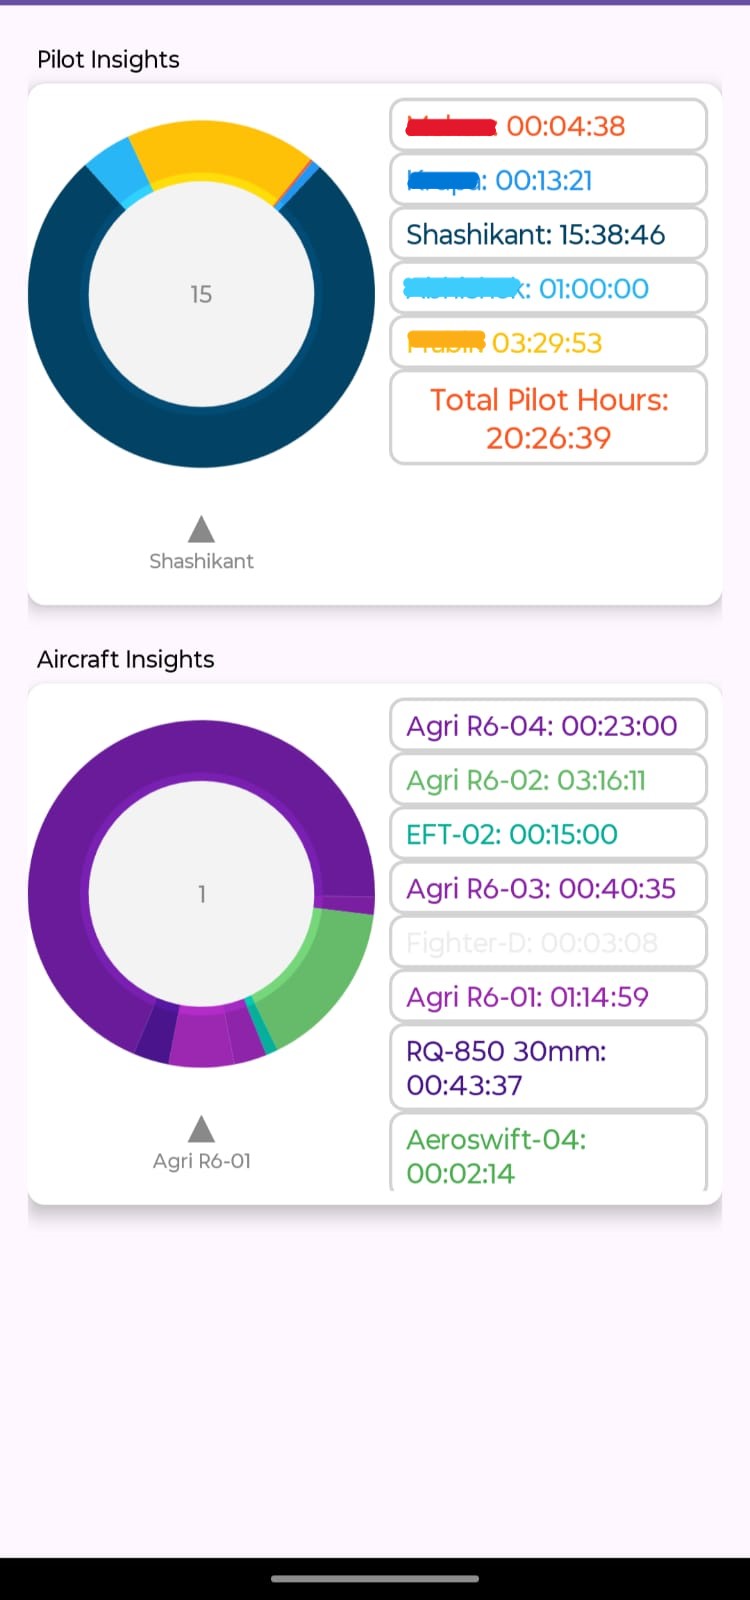 Pilot Insights
00:04:38
: 00:13:21
Shashikant: 15:38:46
: 01:00:00
03:29:53
Total Pilot Hours:
20:26:39
15
Shashikant
Aircraft Insights
Agri R6-04: 00:23:00
Agri R6-02: 03:16:11
EFT-02: 00:15:00
Agri R6-03: 00:40:35
Fighter-D: 00:03:08
Agri R6-01: 01:14:59
RQ-850 30mm:
00:43:37
Aeroswift-04:
00:02:14
1
Agri R6-01